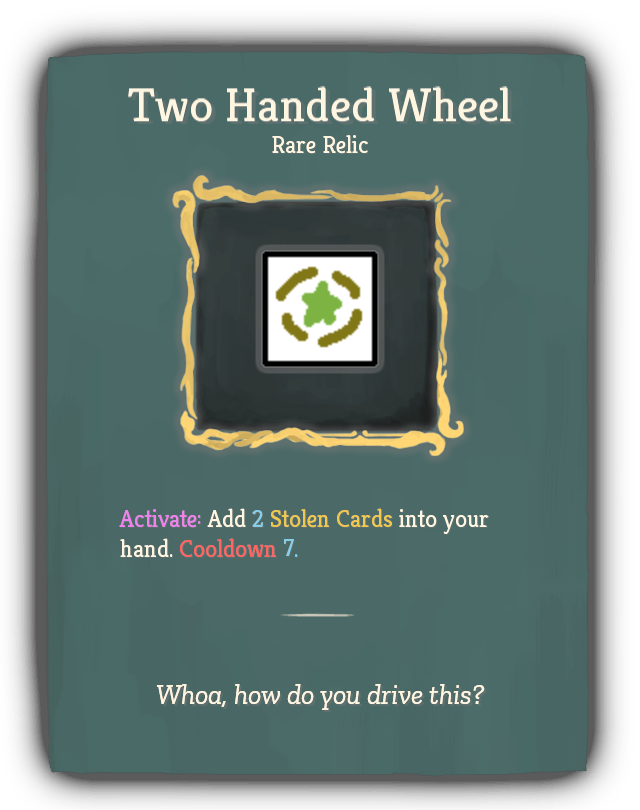 Two Handed Wheel
Rare Relic
Activate: Add 2 Stolen Cards into your
hand. Cooldown 7.
Whoa, how do you drive this?